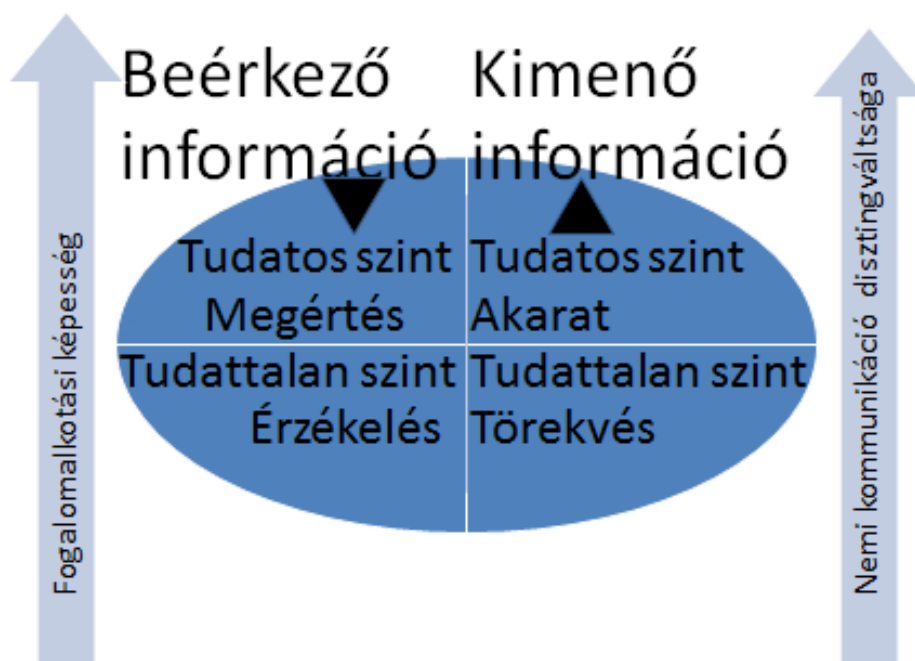 Beérkező
információ
Kimenő
információ
Tudatos szint
Megértés
Tudatos szint
Akarat
Tudattalan szint
Érzékelés
Tudattalan szint
Törekvés
Fogalomalkotási képesség
Nemi kommunikáció disztingváltsága